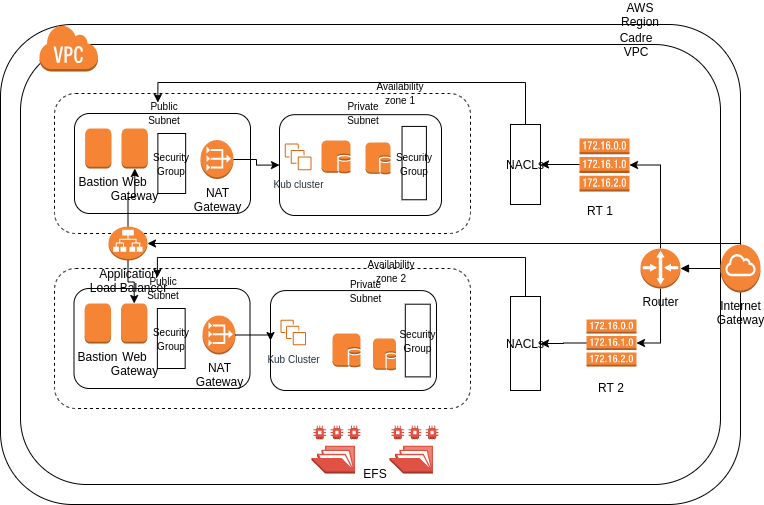 AWS
Region
Cadre
VPC
VPC
Availability
zone 1
Public
Subnet
Private
Subnet
Security
Group
Bastion
Web
Gateway
NAT
Gateway
Kub cluster
Security
Group
NACLs
172.16.0.0
172.16.1.0
172.16.2.0
RT 1
Application
Load Balancer
Router
Internet
Gateway
Availability
zone 2
Public
Subnet
Private
Subnet
Security
Group
Bastion
Web
Gateway
NAT
Gateway
Kub Cluster
Security
Group
NACLs
172.16.0.0
172.16.1.0
172.16.2.0
RT 2
EFS